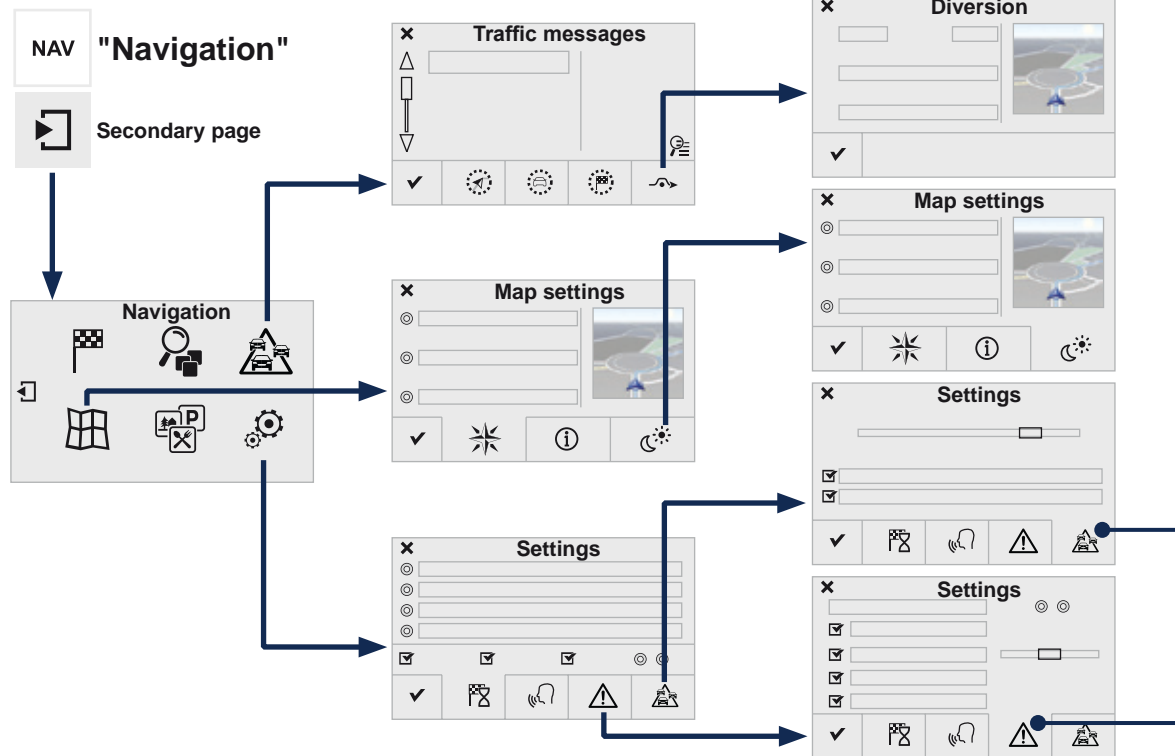 NAV "Navigation"
Secondary page
Navigation
P
Traffic messages
Map settings
i
Settings
Diversion
Map settings
i
Settings
Settings